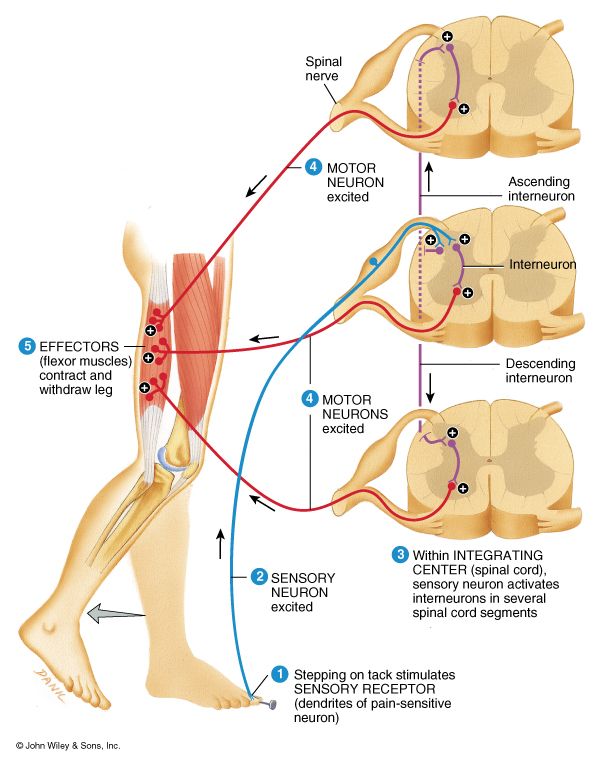 Spinal
nerve
4 MOTOR
NEURON
excited
Ascending
interneuron
Interneuron
5 EFFECTORS
(flexor muscles)
contract and
withdraw leg
Descending
interneuron
4 MOTOR
NEURONS
excited
3 Within INTEGRATING
CENTER (spinal cord),
sensory neuron activates
interneurons in several
spinal cord segments
2 SENSORY
NEURON
excited
1 Stepping on tack stimulates
SENSORY RECEPTOR
(dendrites of pain-sensitive
neuron)
DANK
© John Wiley & Sons, Inc.